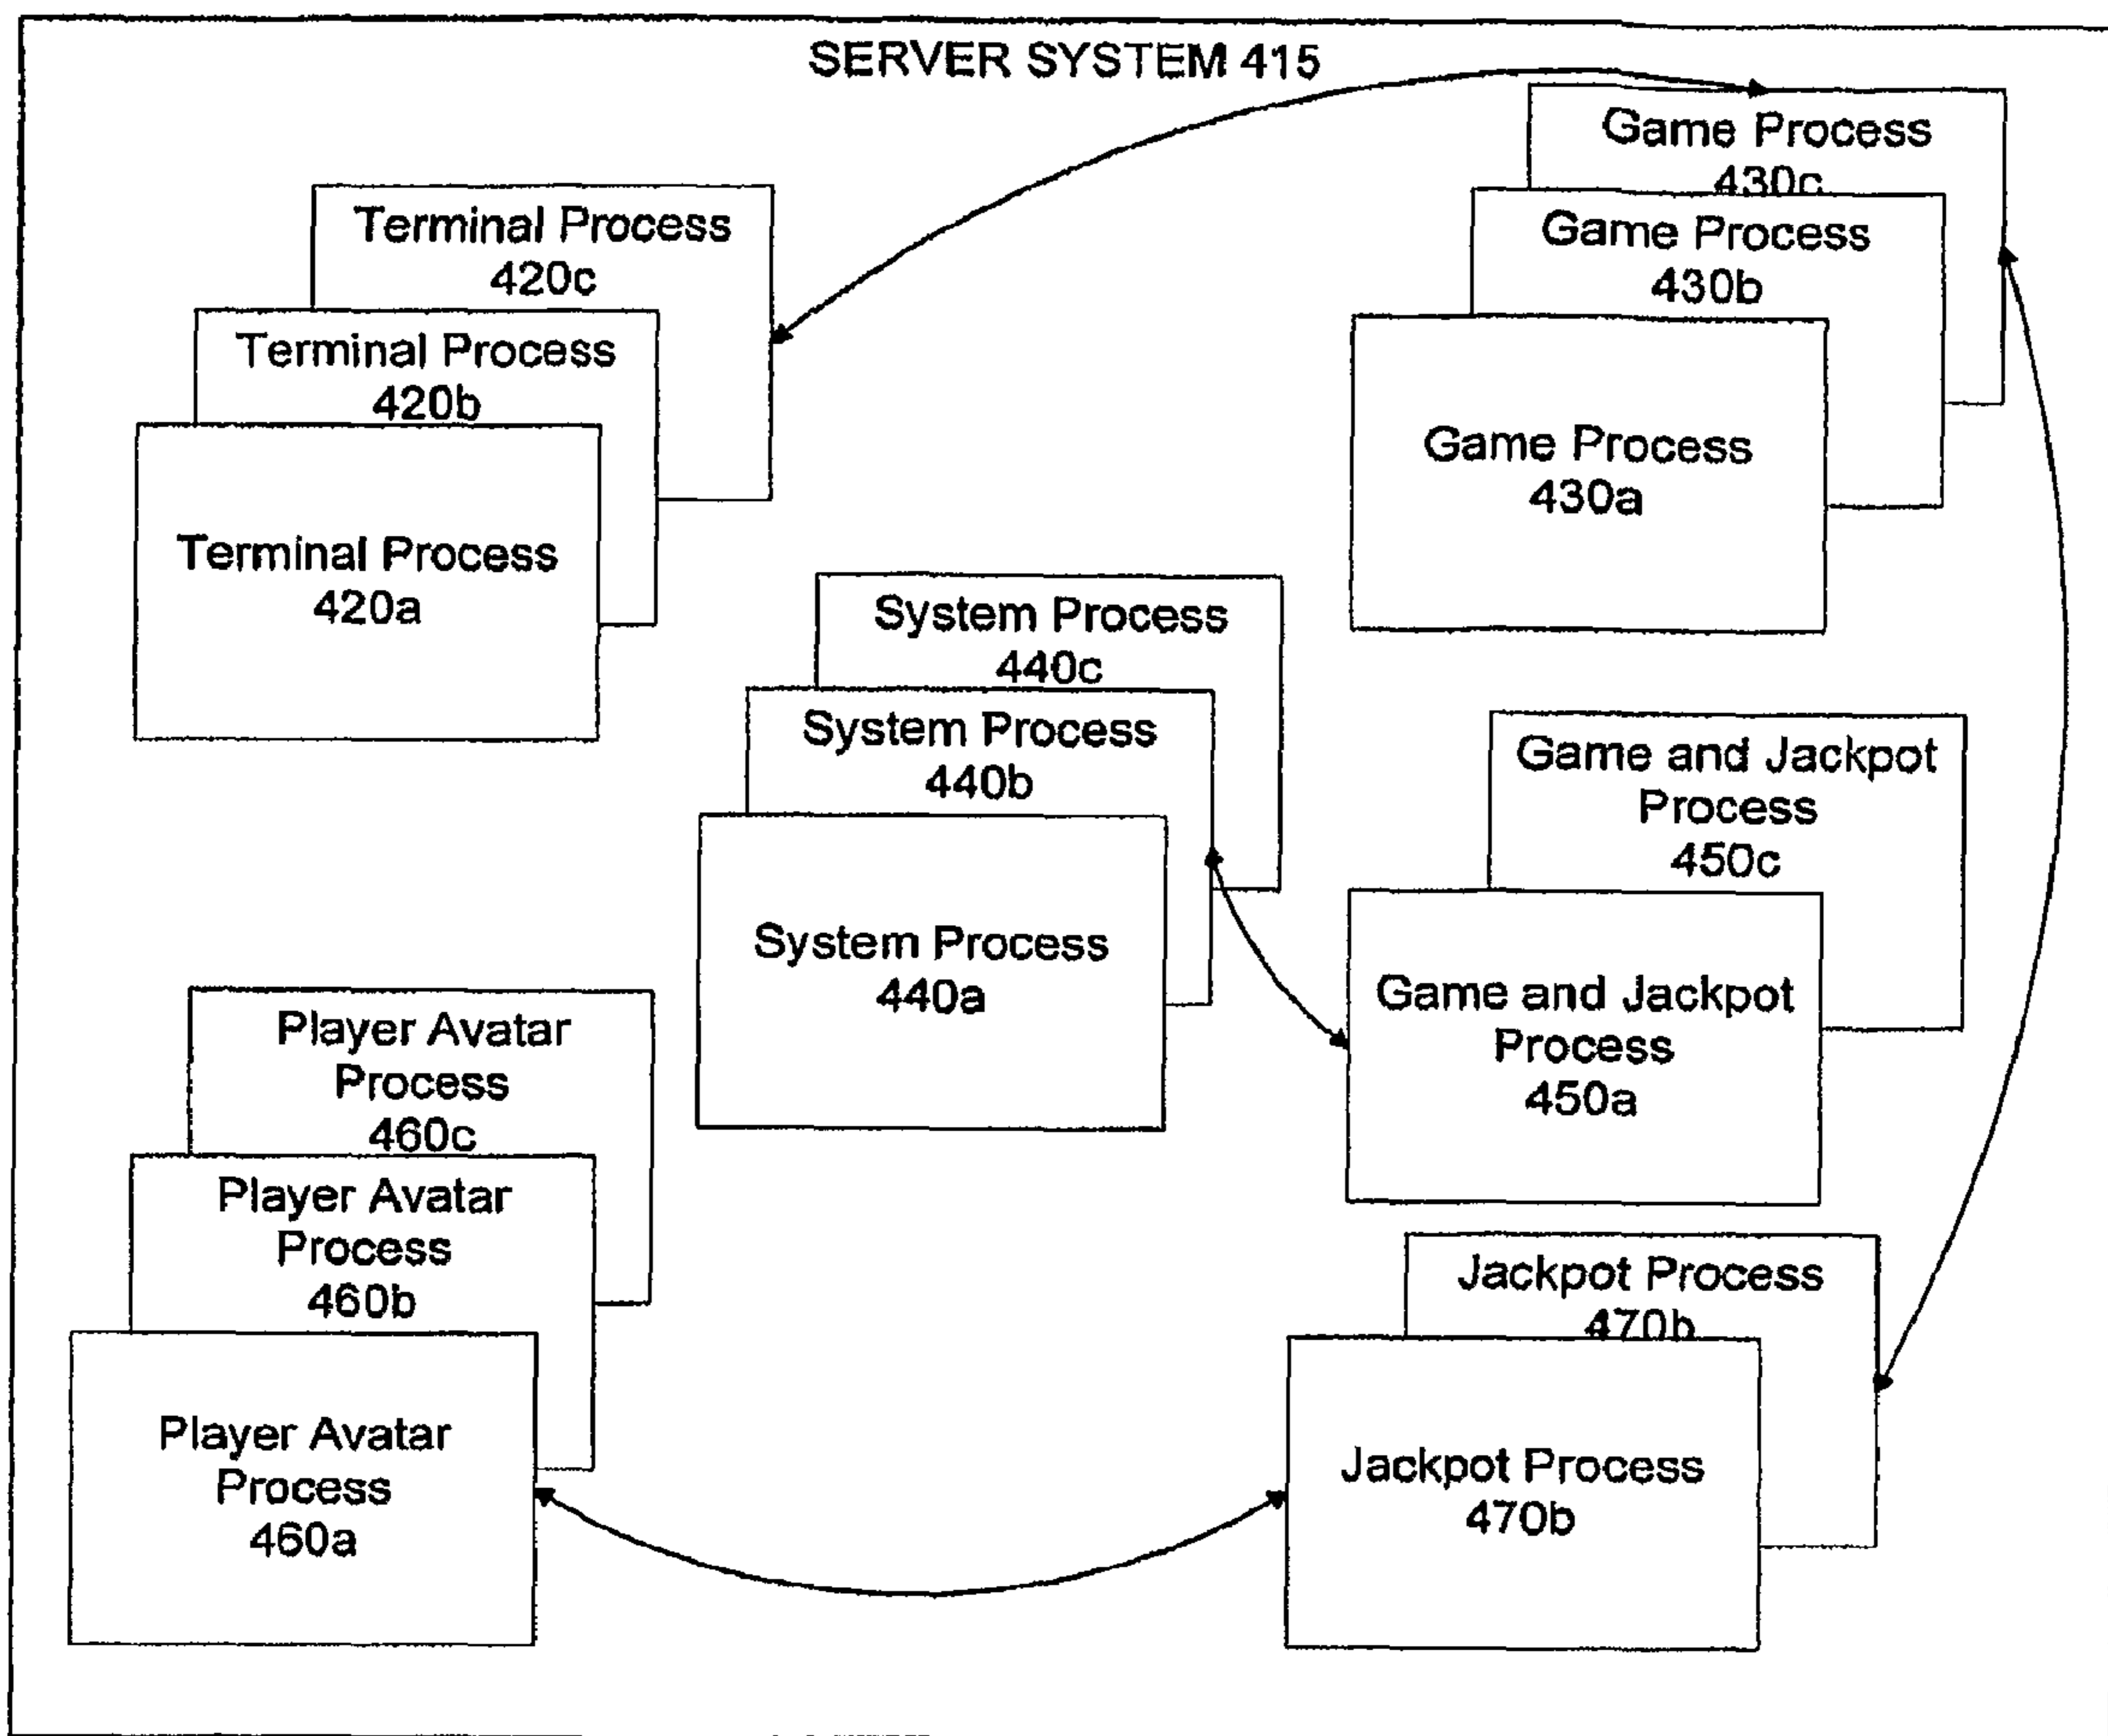 SERVER SYSTEM 415
Terminal Process
420c
Terminal Process
420b
Terminal Process
420a
Game Process
430c
Game Process
430b
Game Process
430a
System Process
440c
System Process
440b
System Process
440a
Game and Jackpot
Process
450c
Game and Jackpot
Process
450a
Player Avatar
Process
460c
Player Avatar
Process
460b
Player Avatar
Process
460a
Jackpot Process
470b
Jackpot Process
470b